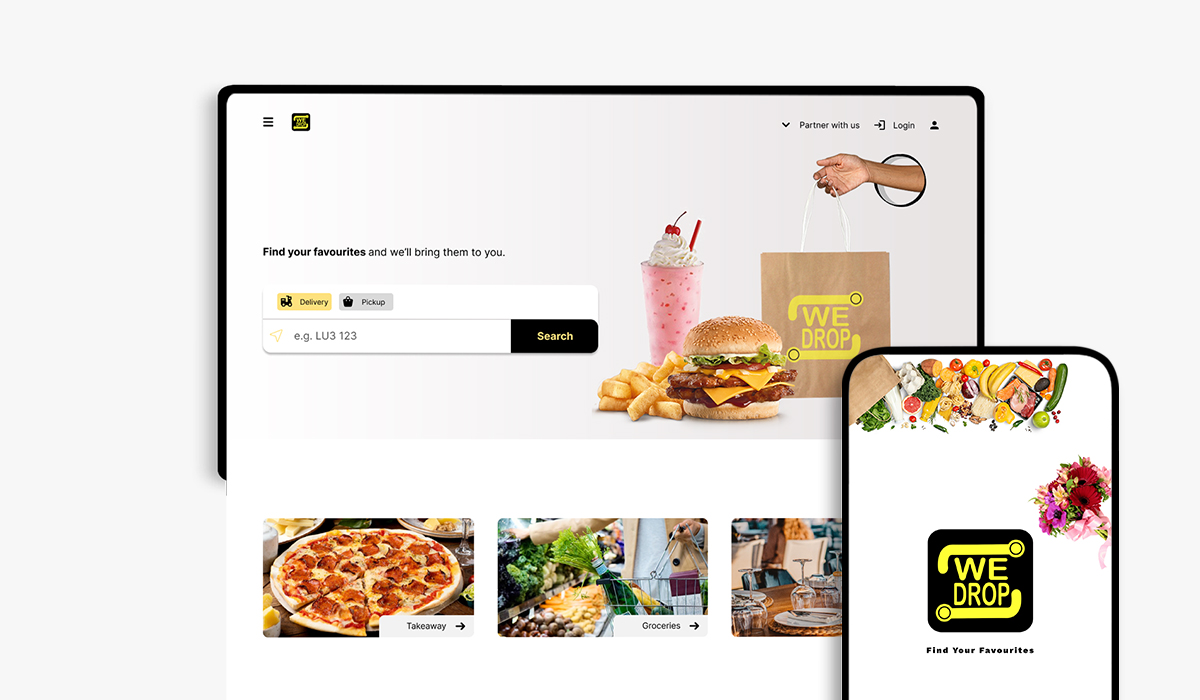 WE
DROP
Partner with us
Login
Find your favourites and we'll bring them to you.
Delivery
Pickup
e.g. LU3 123
Search
WE
DROP
Takeaway
Groceries
WE
DROP
Find Your Favourites